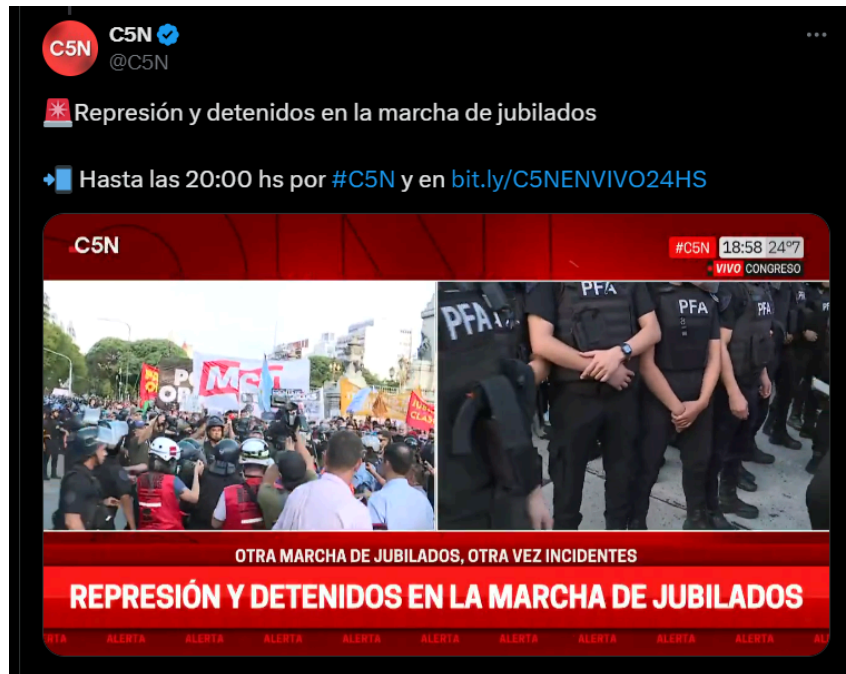 C5N
C5N
@C5N
Represión y detenidos en la marcha de jubilados
Hasta las 20:00 hs por #C5N y en bit.ly/C5NENVIVO24HS
C5N
#C5N 18:58 24°7
VIVO CONGRESO
MST
PFA
PFA
PFA
PFA
OTRA MARCHA DE JUBILADOS, OTRA VEZ INCIDENTES
REPRESIÓN Y DETENIDOS EN LA MARCHA DE JUBILADOS
ALERTA ALERTA ALERTA ALERTA ALERTA ALERTA ALERTA ALERTA ALERTA